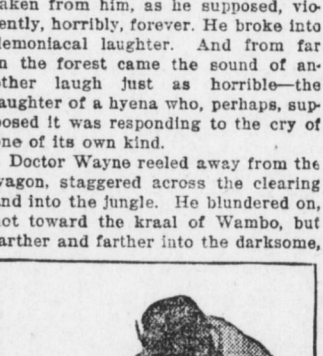 aken from him, as he supposed, vio-
ently, horribly, forever. He broke into
demoniacal laughter. And from far
n the forest came the sound of an-
other laugh just as horrible—the
aughter of a hyena who, perhaps, sup-
posed it was responding to the cry of
one of its own kind.
Doctor Wayne reeled away from the
wagon, staggered across the clearing
and into the jungle. He blundered on,
not toward the kraal of Wambo, but
farther and farther into the darksome,